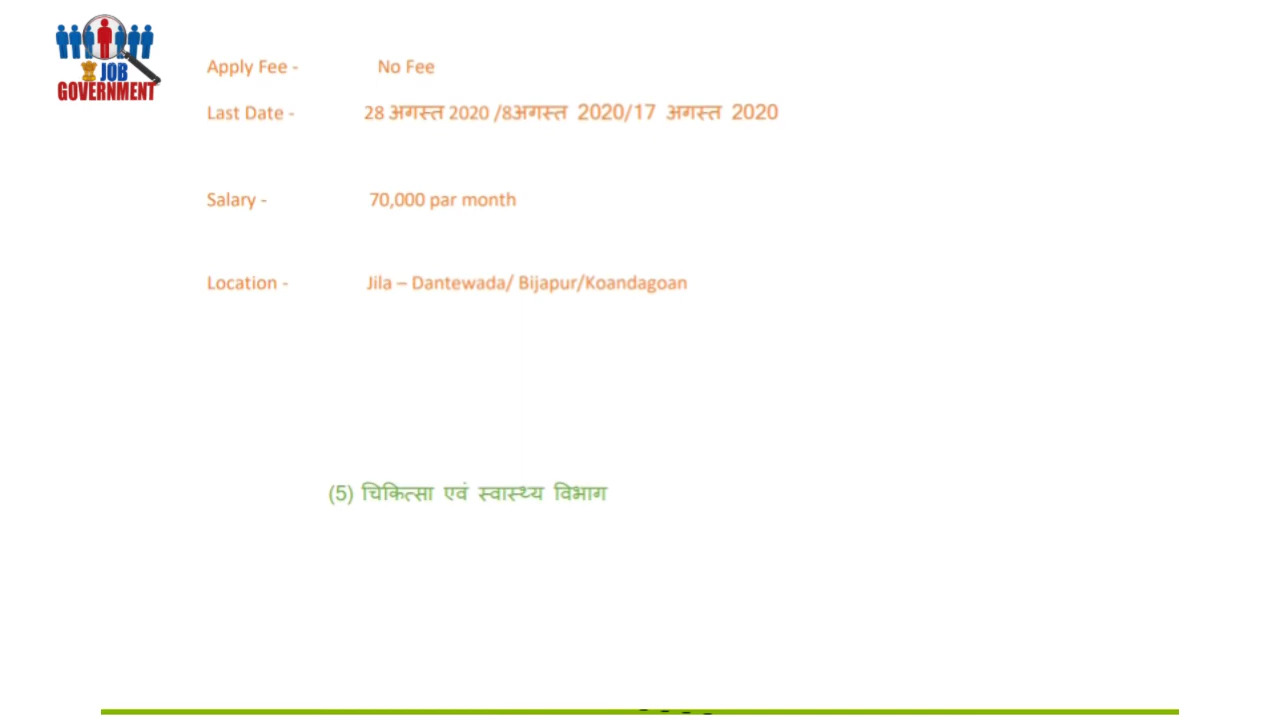 JOB
GOVERNMENT
Apply Fee - No Fee
Last Date - 28 अगस्त 2020 /8अगस्त 2020/17 अगस्त 2020
Salary - 70,000 par month
Location - Jila – Dantewada/ Bijapur/Koandagoan
(5) चिकित्सा एवं स्वास्थ्य विभाग